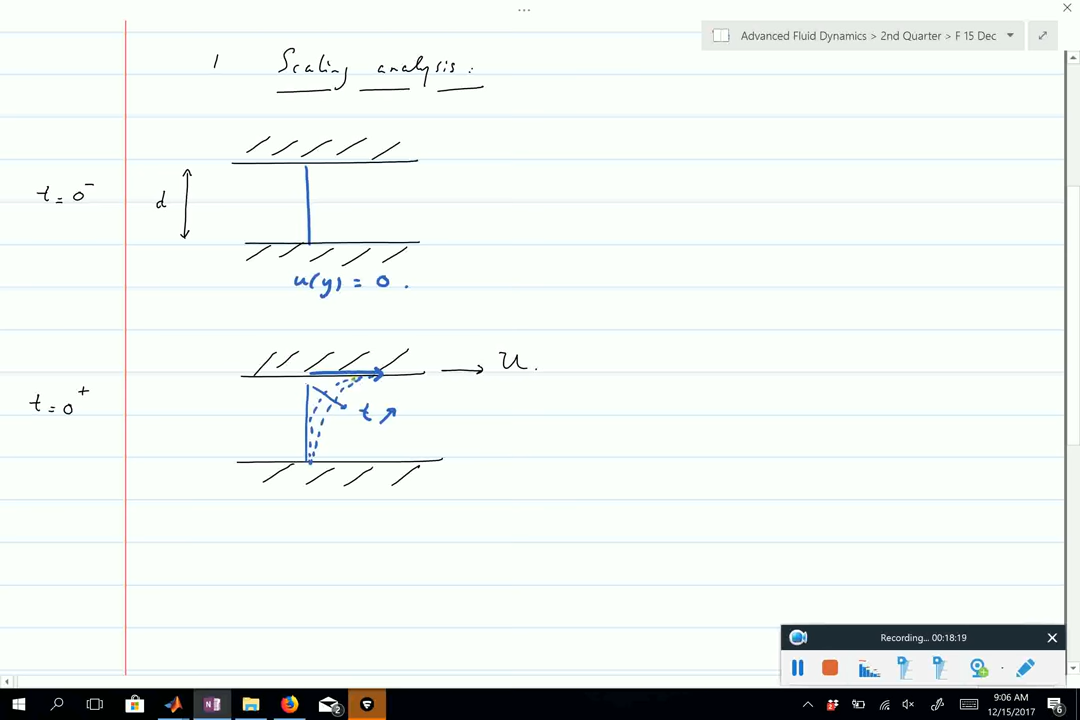 Advanced Fluid Dynamics > 2nd Quarter > F 15 Dec
1 Scaling analysis:
t = 0⁻
d
u(y) = 0 .
U .
t = 0⁺
t ↗
Recording... 00:18:19
9:06 AM
12/15/2017